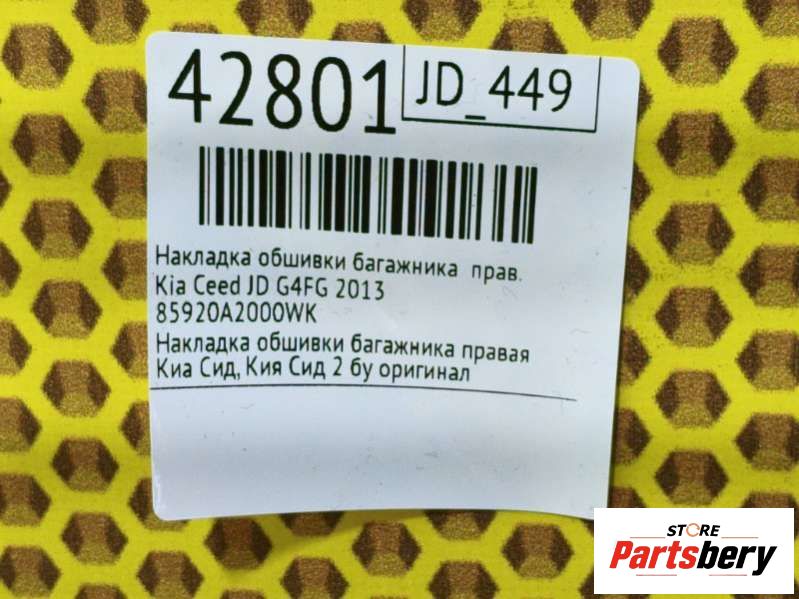 42801
JD_449
Накладка обшивки багажника прав.
Kia Ceed JD G4FG 2013
85920A2000WK
Накладка обшивки багажника правая
Киа Сид, Кия Сид 2 бу оригинал
STORE
Partsbery